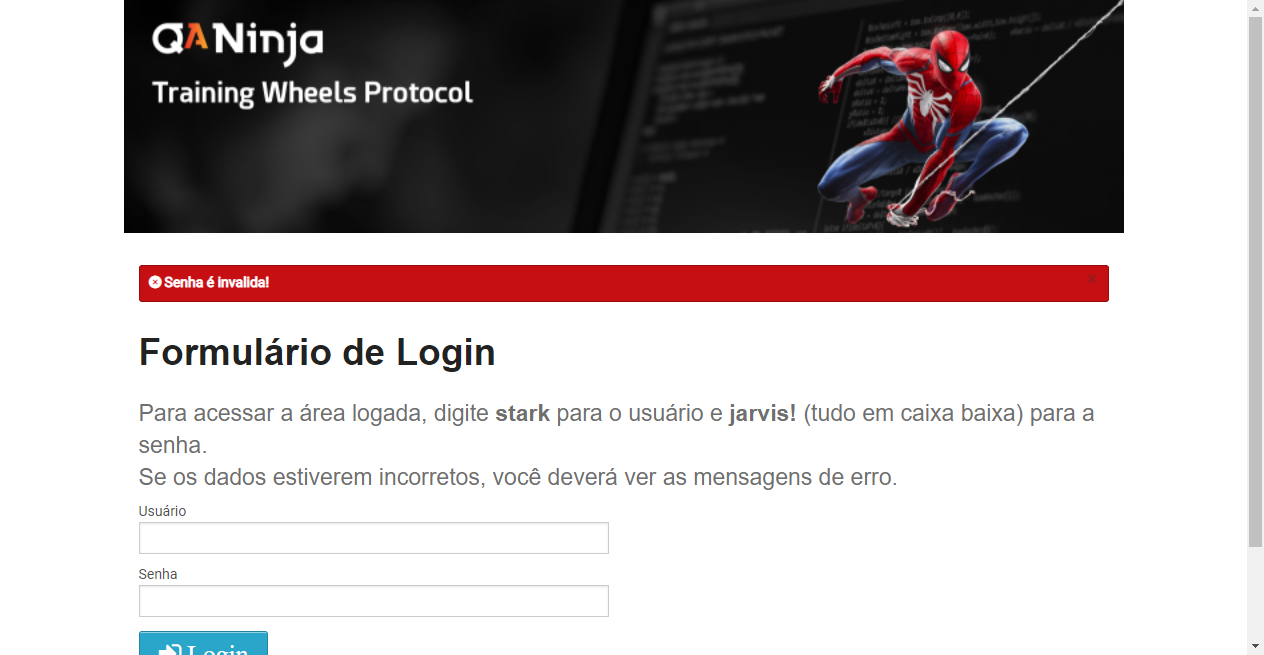 QANinja
Training Wheels Protocol
Senha é invalida!
×
Formulário de Login
Para acessar a área logada, digite stark para o usuário e jarvis! (tudo em caixa baixa) para a
senha.
Se os dados estiverem incorretos, você deverá ver as mensagens de erro.
Usuário
Senha
Login